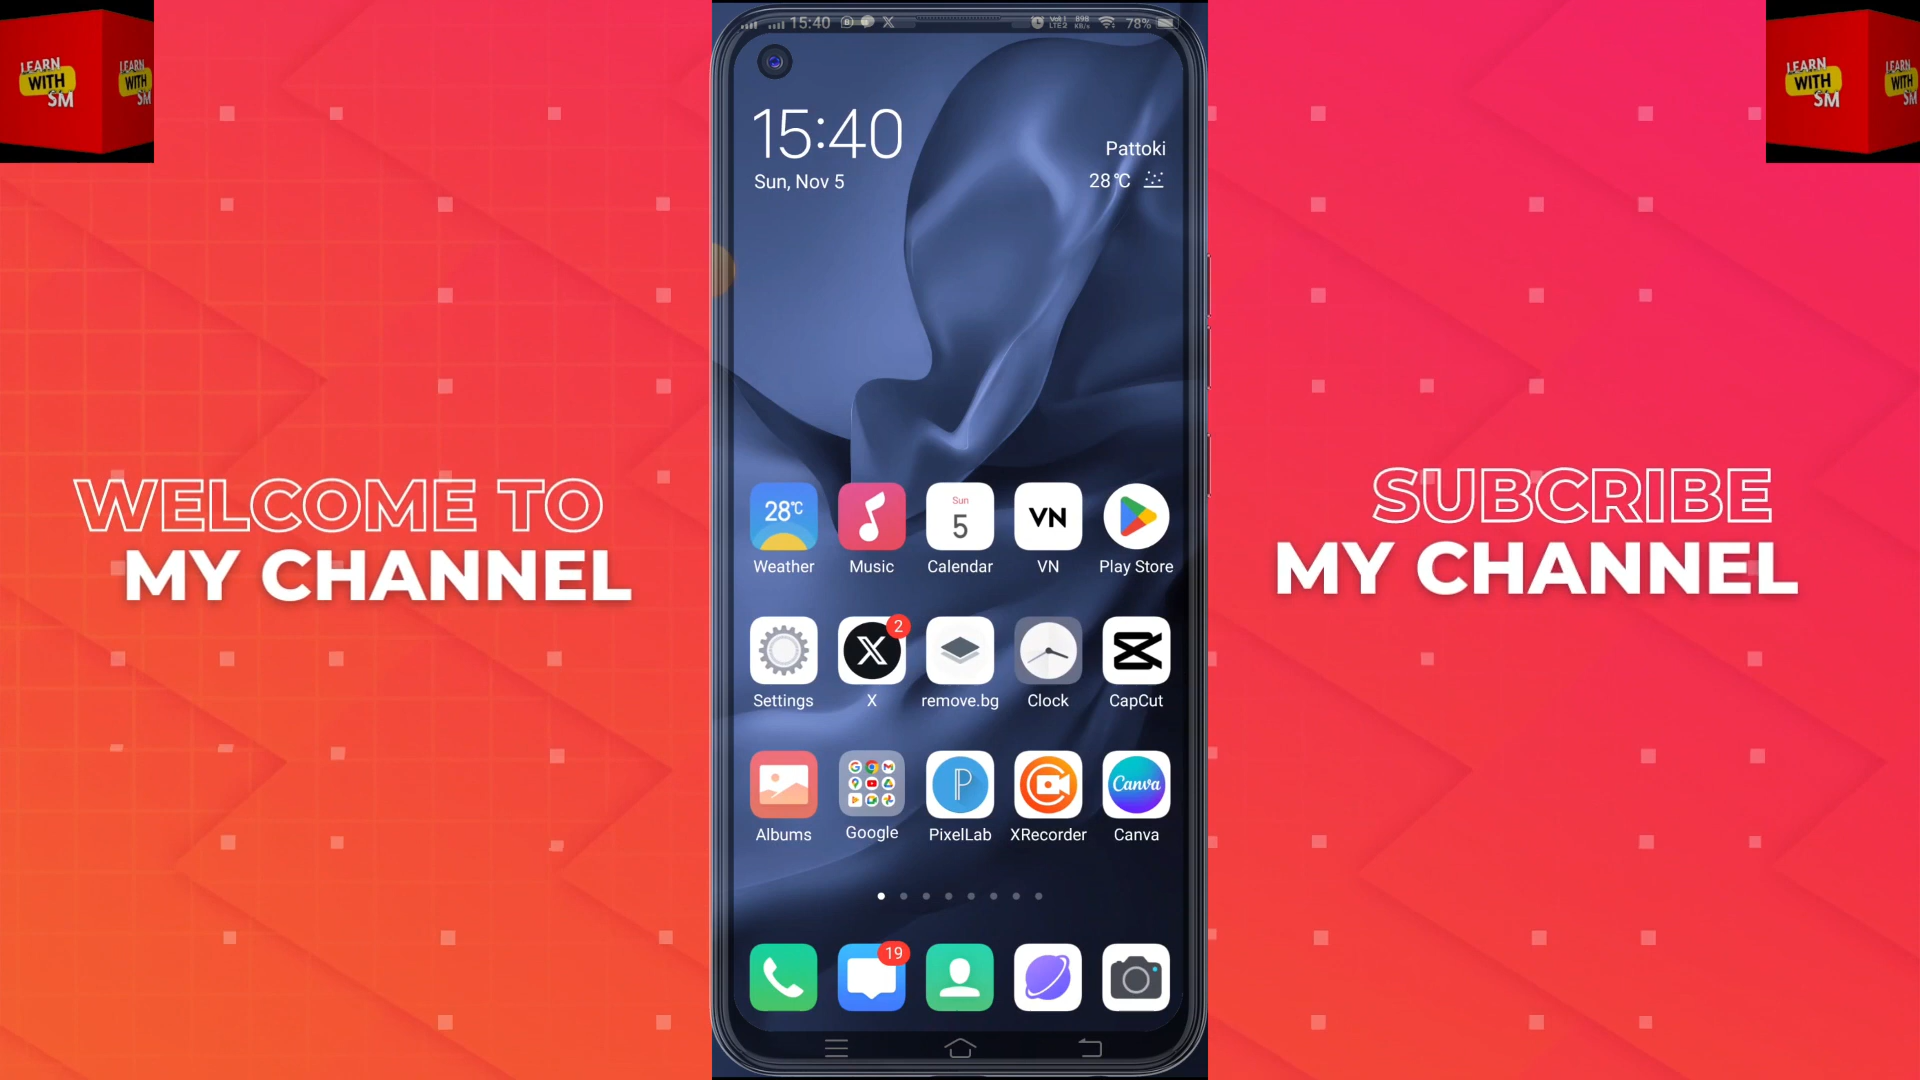 LEARN
WITH
SM
LEARN
WITH
SM
LEARN
WITH
SM
LEARN
WITH
SM
15:40
78%
15:40
Sun, Nov 5
Pattoki
28°C
WELCOME TO
MY CHANNEL
SUBCRIBE
MY CHANNEL
28°C
Sun
5
VN
Weather
Music
Calendar
VN
Play Store
X
2
Settings
X
remove.bg
Clock
CapCut
Canva
Albums
Google
PixelLab
XRecorder
Canva
19